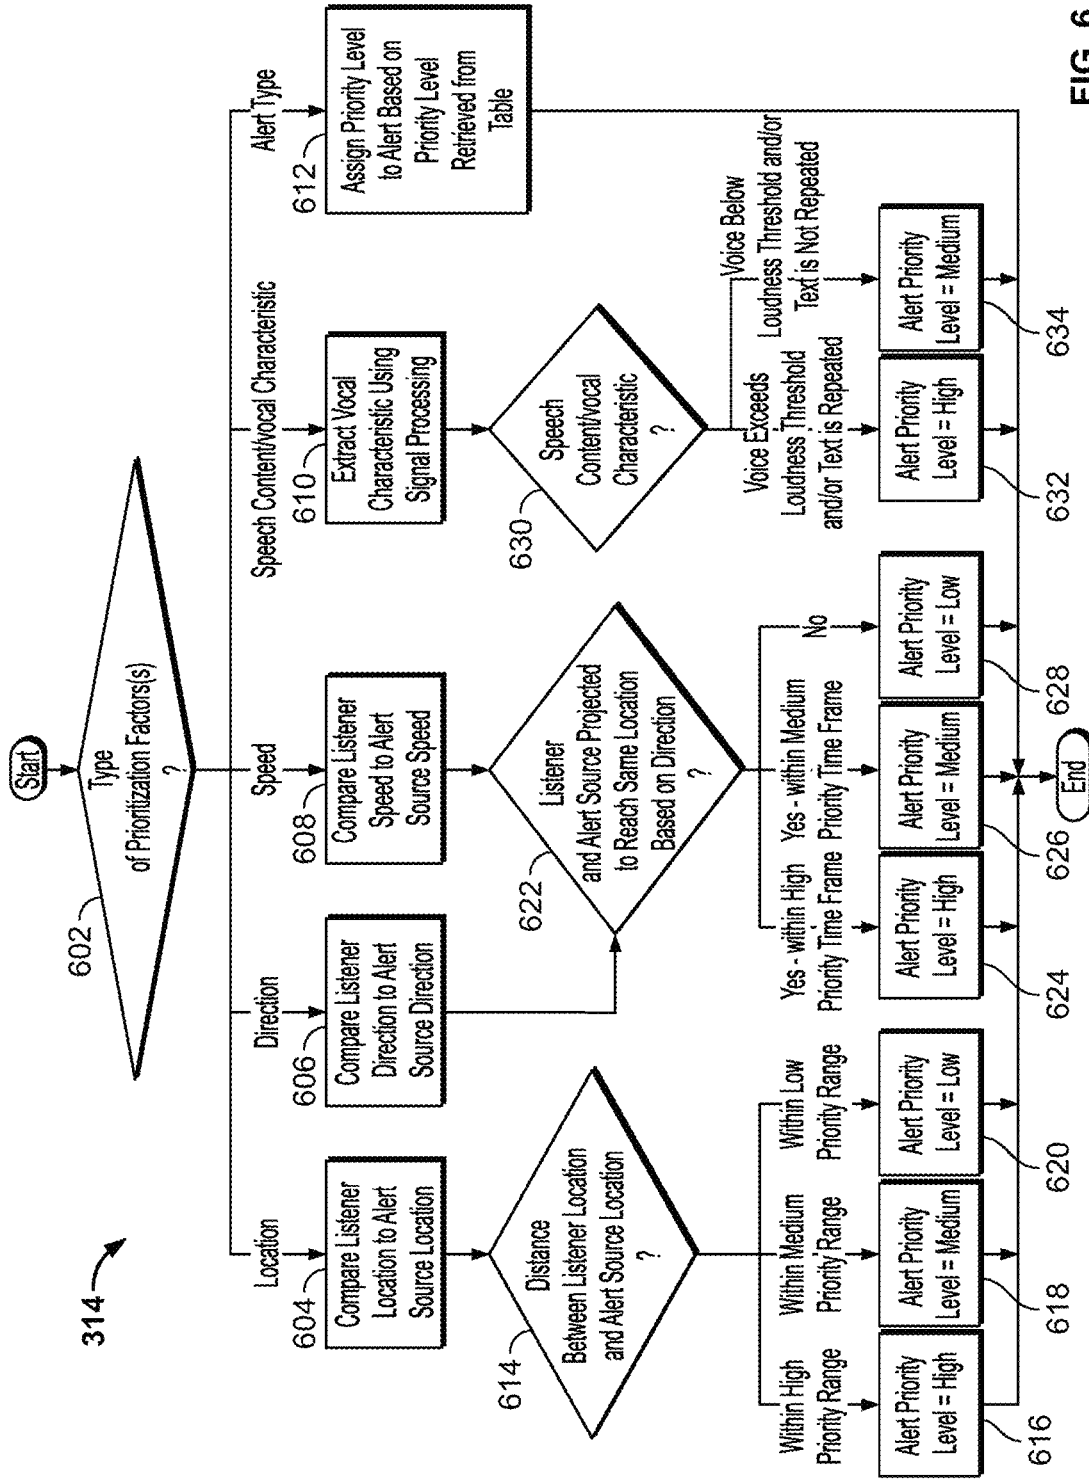 314
Start
Type
of Prioritization Factors(s)
?
602
Location
Direction
Speed
Speech Content/vocal Characteristic
Alert Type
604
Compare Listener
Location to Alert
Source Location
606
Compare Listener
Direction to Alert
Source Direction
608
Compare Listener
Speed to Alert
Source Speed
610
Extract Vocal
Characteristic Using
Signal Processing
612
Assign Priority Level
to Alert Based on
Priority Level
Retrieved from
Table
614
Distance
Between Listener Location
and Alert Source Location
?
622
Listener
and Alert Source Projected
to Reach Same Location
Based on Direction
?
630
Speech
Content/vocal
Characteristic
?
Within High
Priority Range
Within Medium
Priority Range
Within Low
Priority Range
Yes - within High
Priority Time Frame
Yes - within Medium
Priority Time Frame
No
Voice Exceeds
Loudness Threshold
and/or Text is Repeated
Voice Below
Loudness Threshold and/or
Text is Not Repeated
Alert Priority
Level = High
616
Alert Priority
Level = Medium
618
Alert Priority
Level = Low
620
Alert Priority
Level = High
624
Alert Priority
Level = Medium
626
Alert Priority
Level = Low
628
Alert Priority
Level = High
632
Alert Priority
Level = Medium
634
End
FIG. 6